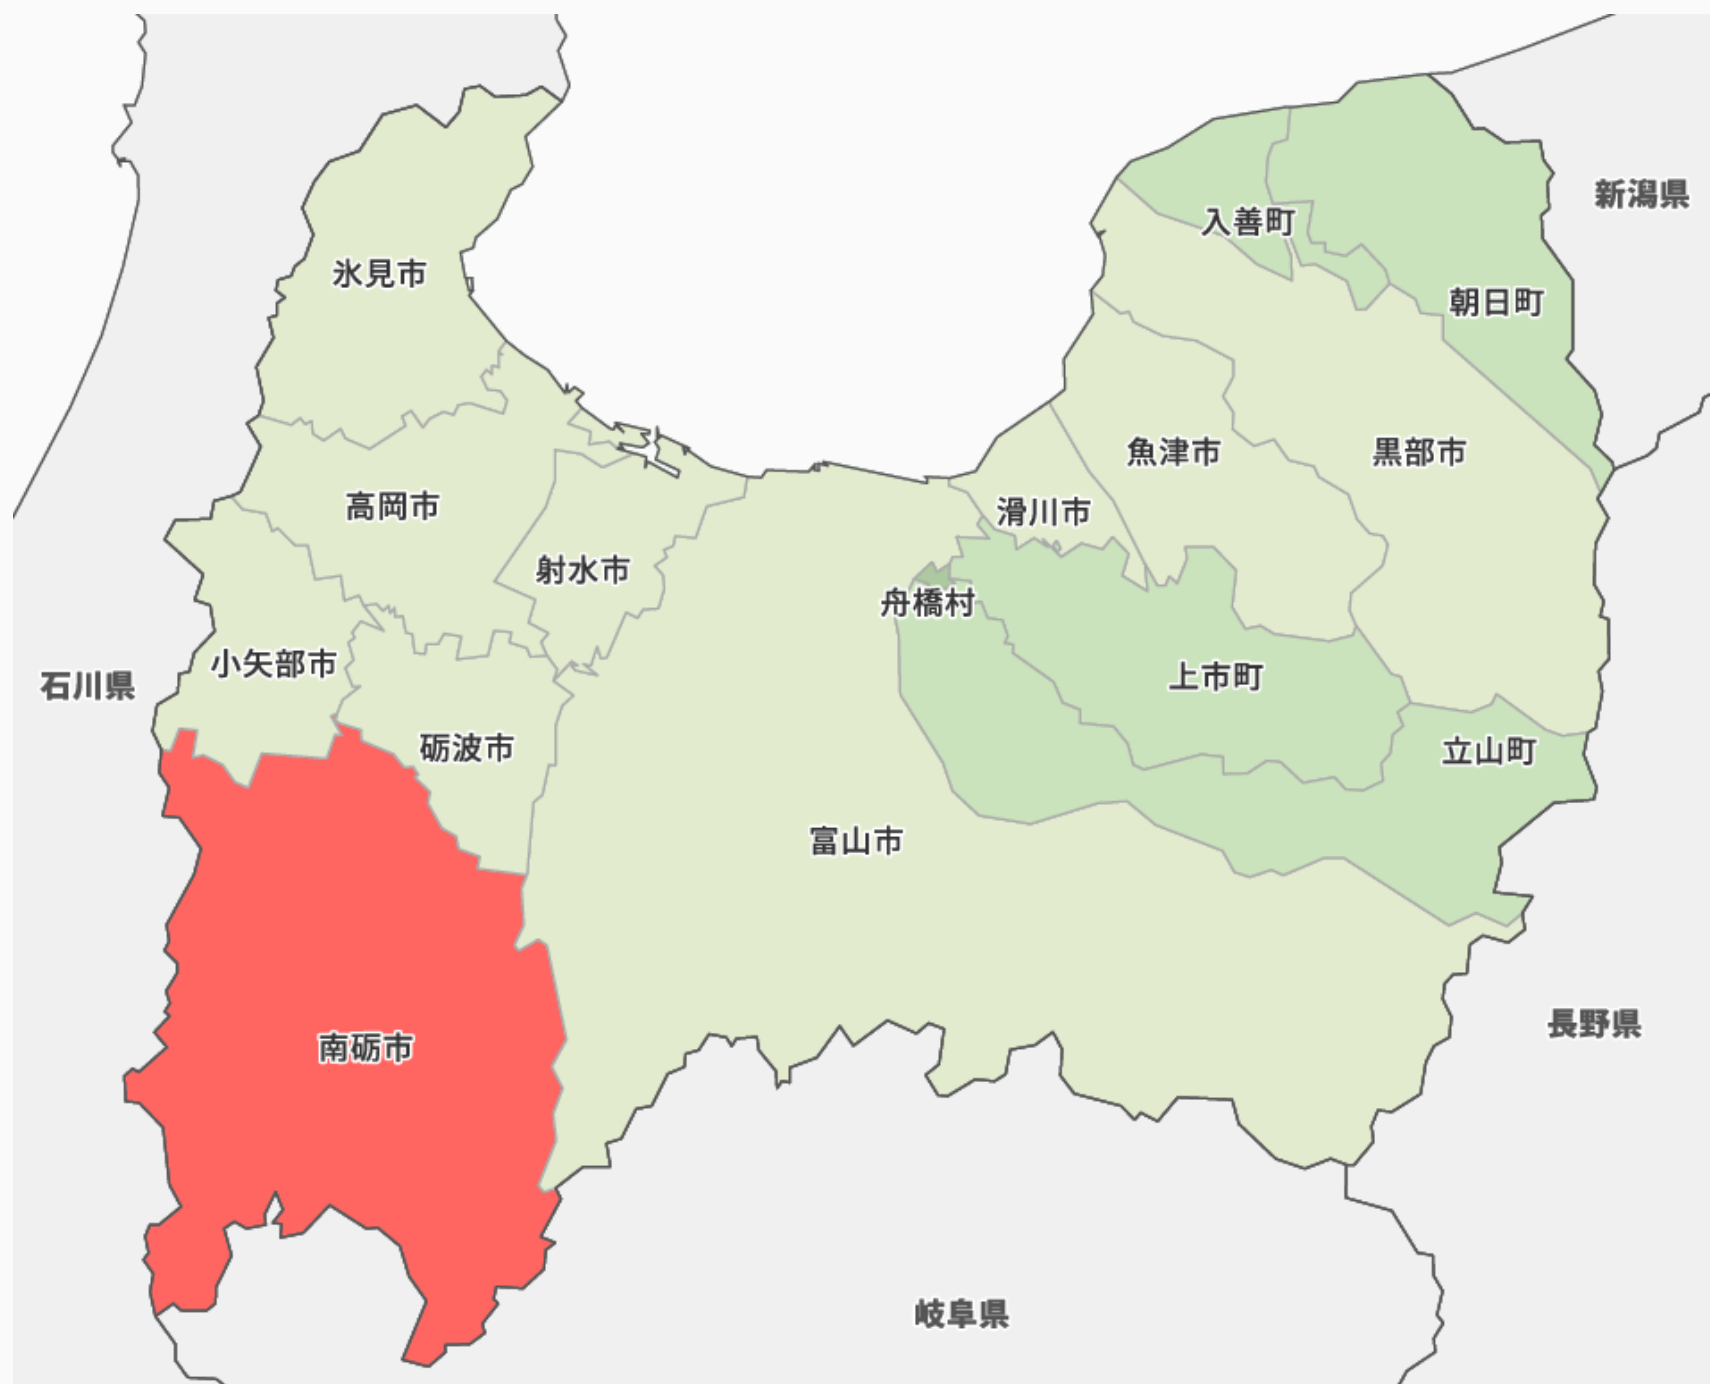 新潟県
入善町
氷見市
朝日町
魚津市
黒部市
高岡市
滑川市
射水市
舟橋村
小矢部市
上市町
石川県
砺波市
立山町
富山市
長野県
南砺市
岐阜県